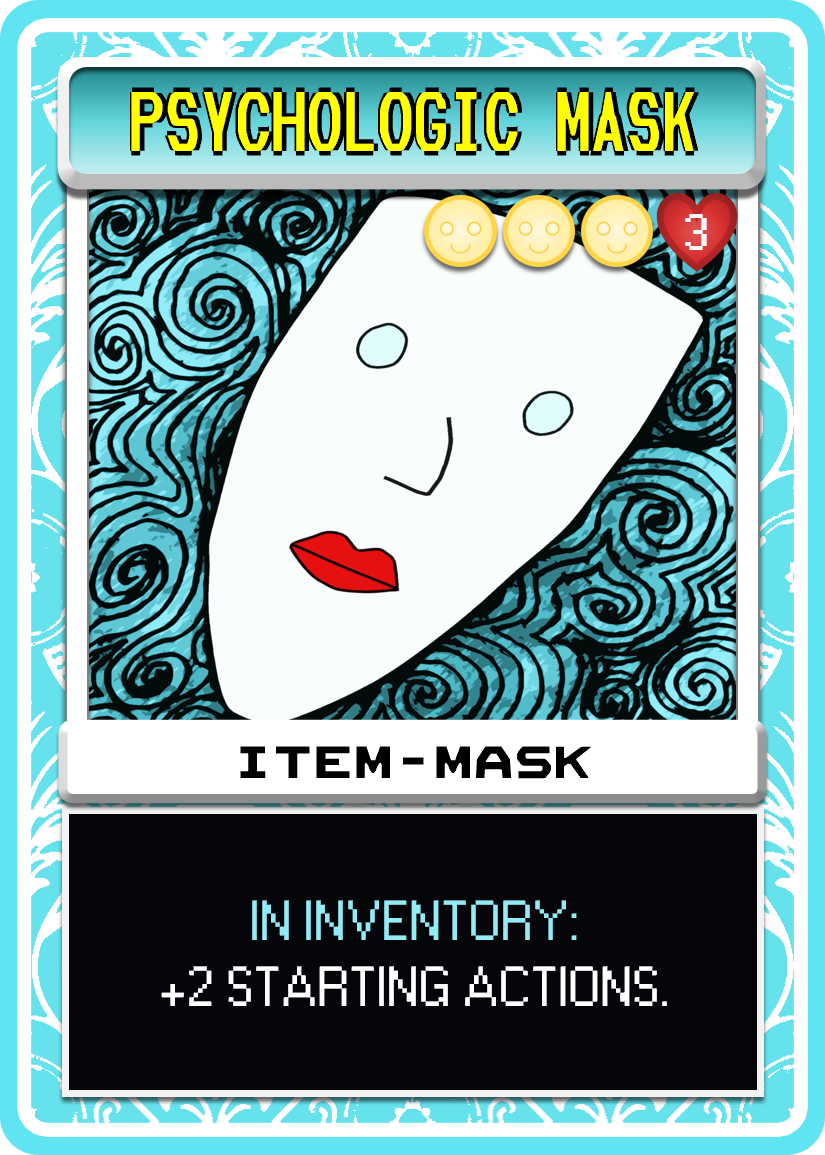 PSYCHOLOGIC MASK
3
ITEM-MASK
IN INVENTORY:
+2 STARTING ACTIONS.